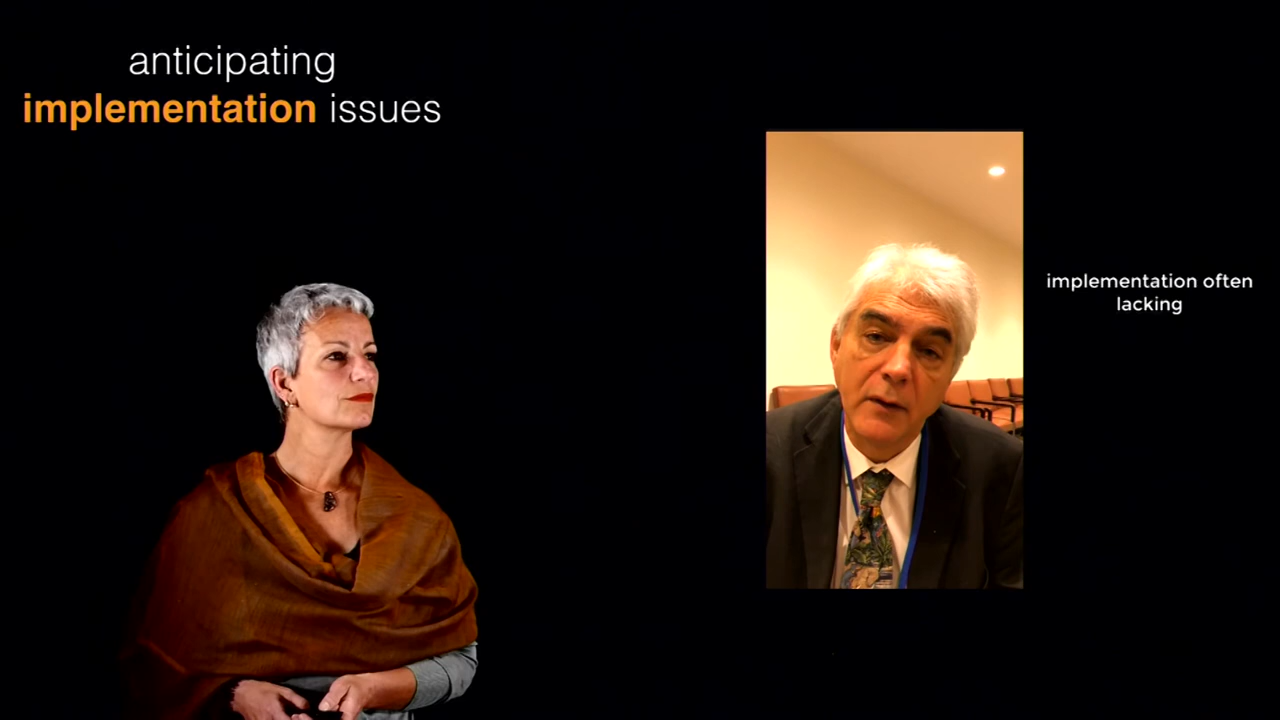 anticipating
implementation issues
implementation often
lacking